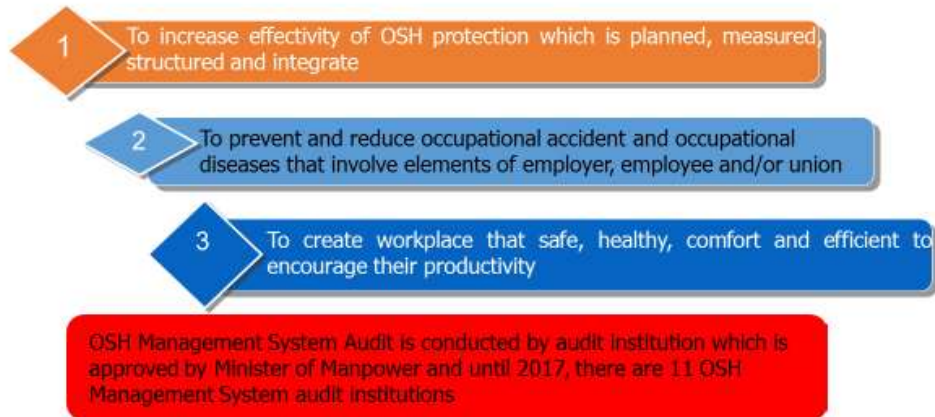 1
To increase effectivity of OSH protection which is planned, measured,
structured and integrate
2
To prevent and reduce occupational accident and occupational
diseases that involve elements of employer, employee and/or union
3
To create workplace that safe, healthy, comfort and efficient to
encourage their productivity
OSH Management System Audit is conducted by audit institution which is
approved by Minister of Manpower and until 2017, there are 11 OSH
Management System audit institutions